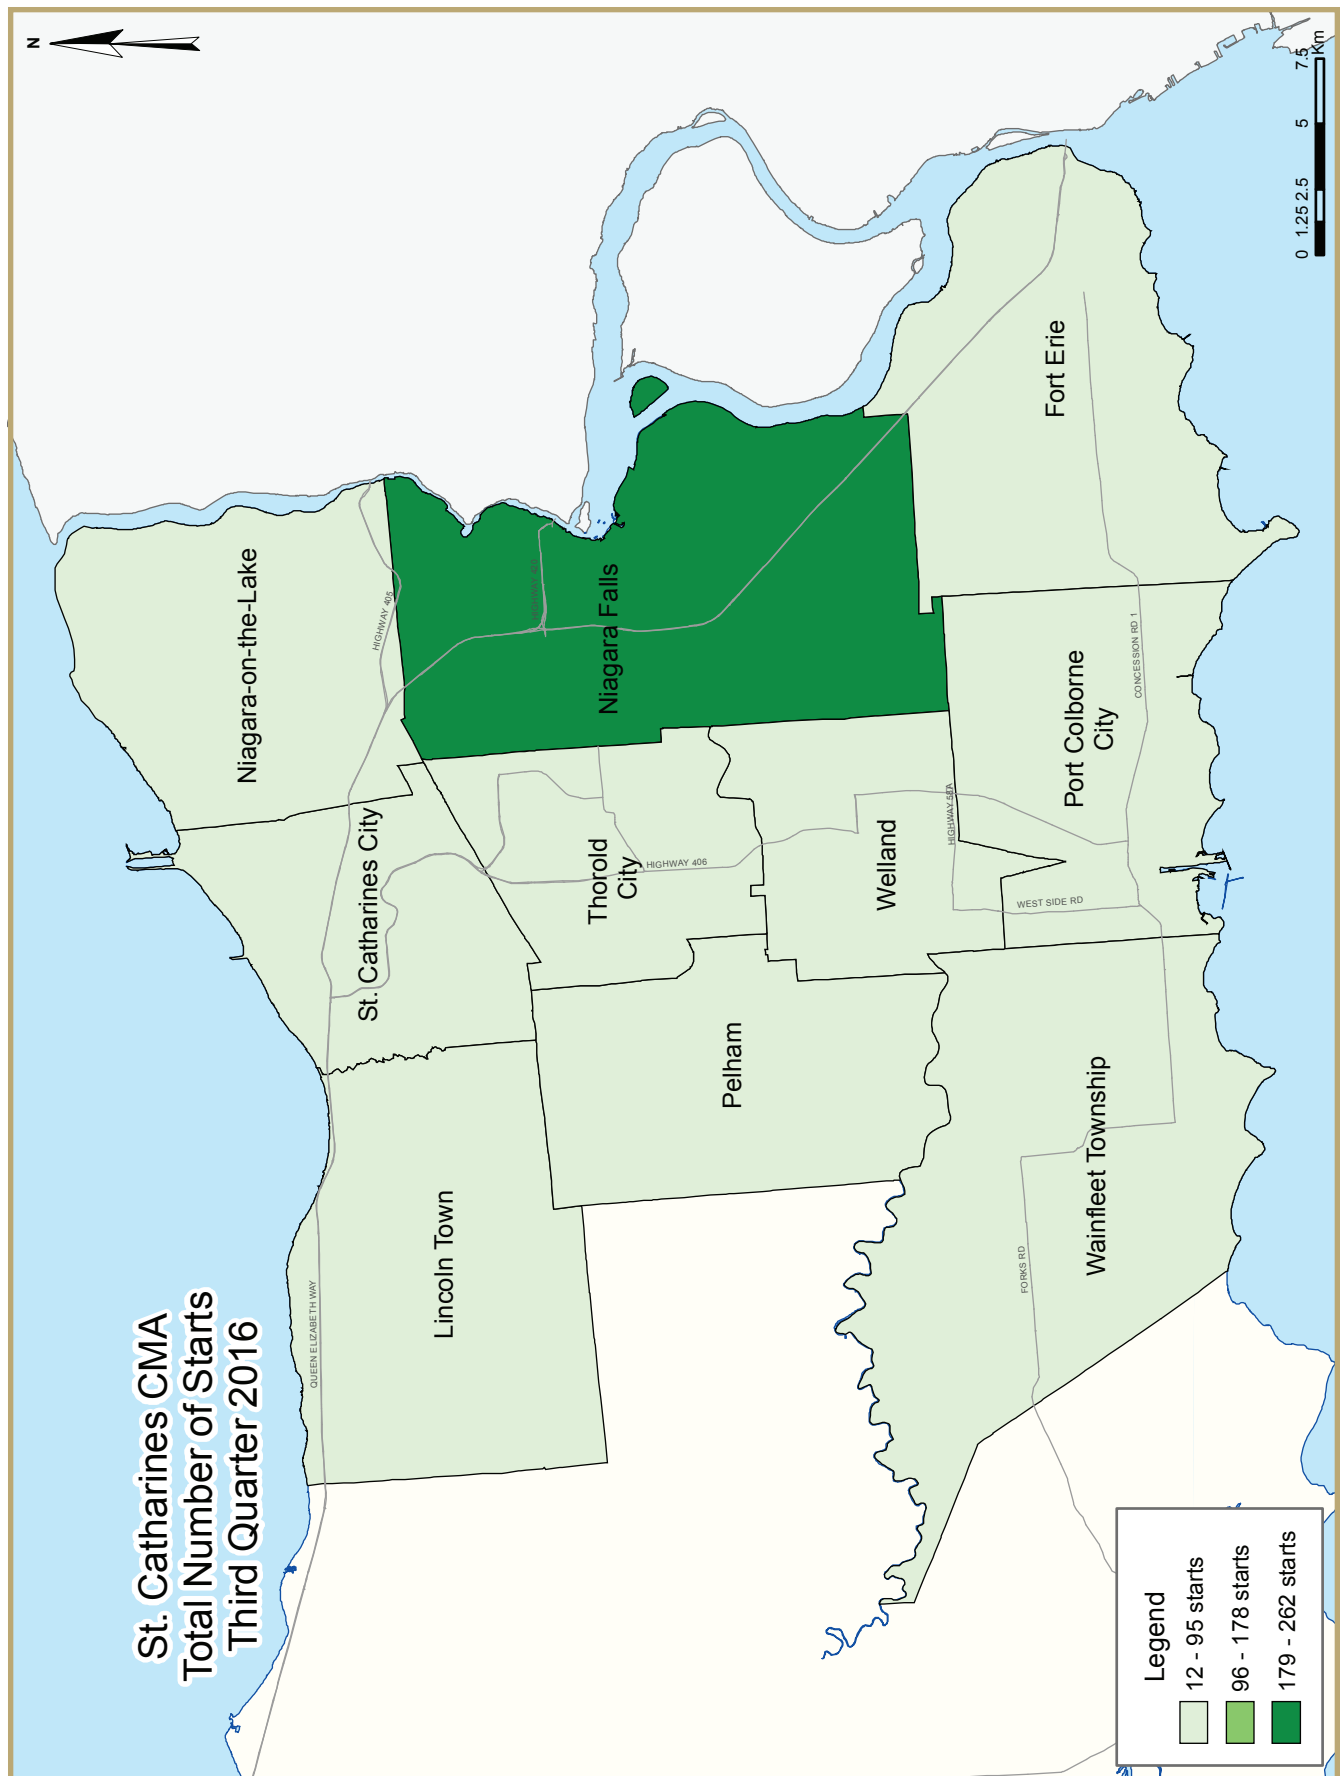 St. Catharines CMA
Total Number of Starts
Third Quarter 2016
N
Niagara-on-the-Lake
HIGHWAY 405
St. Catharines City
QUEEN ELIZABETH WAY
Lincoln Town
Niagara Falls
Thorold
City
HIGHWAY 406
Pelham
Welland
HIGHWAY 58A
WEST SIDE RD
Port Colborne
City
CONCESSION RD 1
Fort Erie
Wainfleet Township
FORKS RD
Legend
12 - 95 starts
96 - 178 starts
179 - 262 starts
0 1.25 2.5 5 7.5
Km